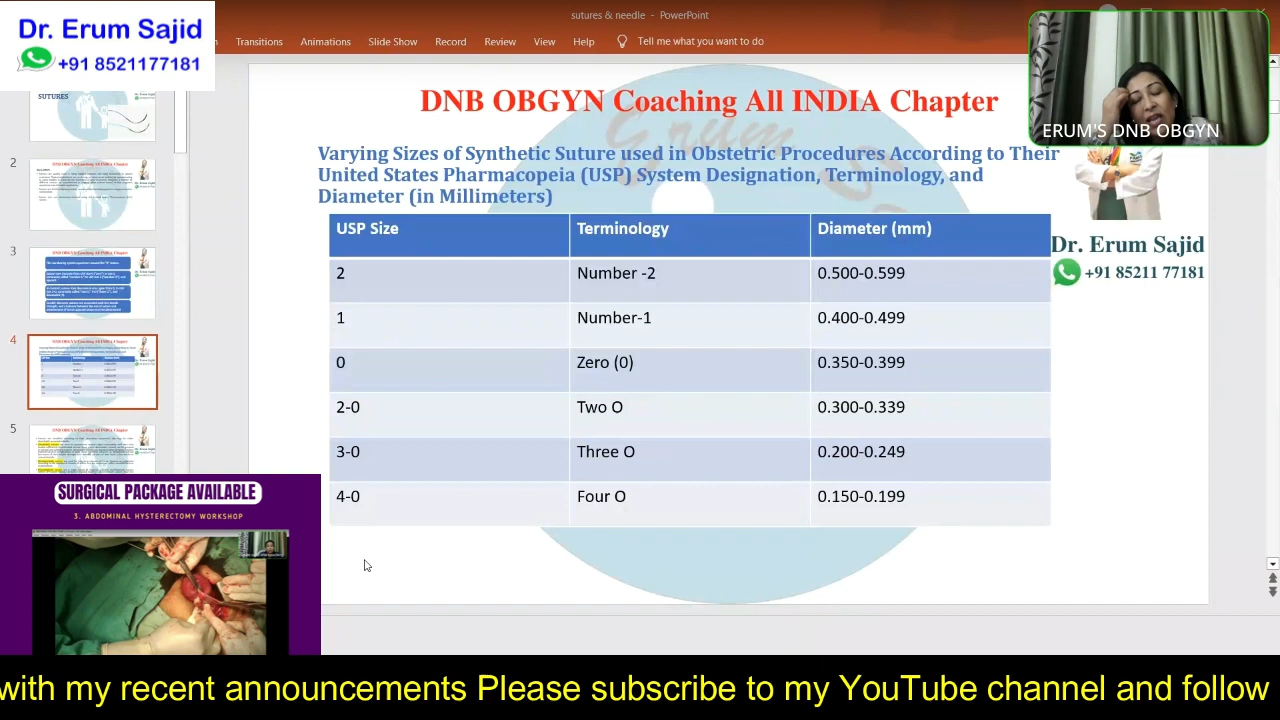 Dr. Erum Sajid
+91 8521177181
sutures & needle - PowerPoint
Transitions Animations Slide Show Record Review View Help Tell me what you want to do
ERUM'S DNB OBGYN
SUTURES
2
3
4
5
DNB OBGYN Coaching All INDIA Chapter
Varying Sizes of Synthetic Suture used in Obstetric Procedures According to Their
United States Pharmacopeia (USP) System Designation, Terminology, and
Diameter (in Millimeters)
USP Size Terminology Diameter (mm)
2 Number -2 0.500-0.599
1 Number-1 0.400-0.499
0 Zero (0) 0.350-0.399
2-0 Two O 0.300-0.339
3-0 Three O 0.200-0.249
4-0 Four O 0.150-0.199
Dr. Erum Sajid
+91 85211 77181
SURGICAL PACKAGE AVAILABLE
3. ABDOMINAL HYSTERECTOMY WORKSHOP
with my recent announcements Please subscribe to my YouTube channel and follow